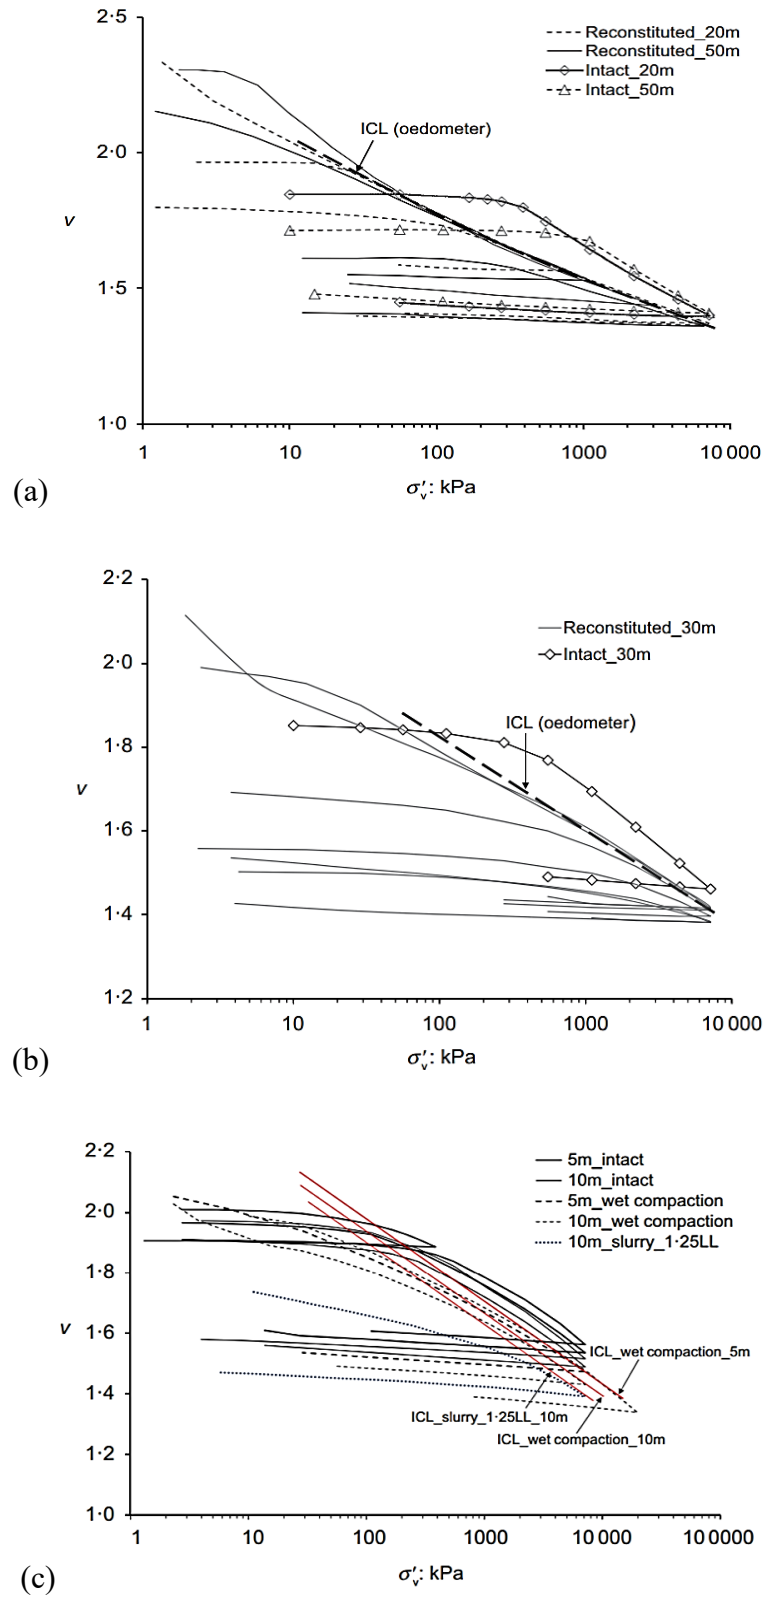 2·5
Reconstituted_20m
Reconstituted_50m
Intact_20m
Intact_50m
ICL (oedometer)
2·0
v
1·5
1·0
1 10 100 1000 10 000
(a)
σ′v: kPa
2·2
Reconstituted_30m
Intact_30m
2·0
ICL (oedometer)
1·8
v
1·6
1·4
1·2
1 10 100 1000 10 000
(b)
σ′v: kPa
2·2
5m_intact
10m_intact
5m_wet compaction
10m_wet compaction
10m_slurry_1·25LL
2·0
1·8
v
1·6
ICL_wet compaction_5m
1·4
ICL_slurry_1·25LL_10m
ICL_wet compaction_10m
1·2
1·0
1 10 100 1000 10 000 100 000
(c)
σ′v: kPa